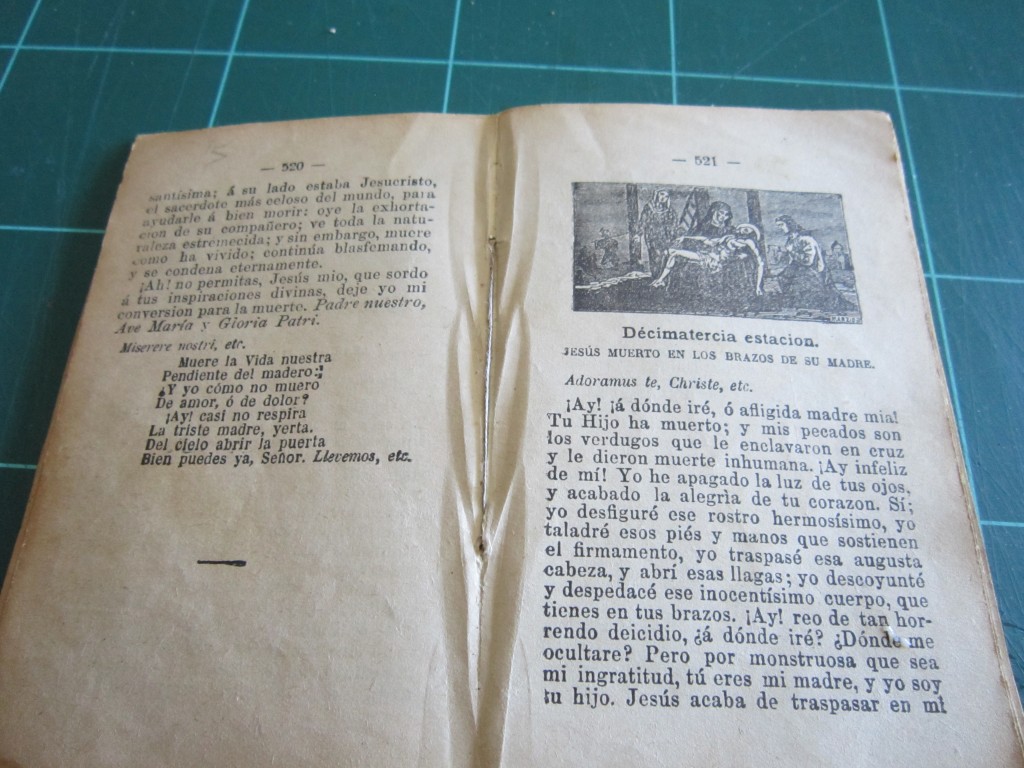 — 520 —
santísima; á su lado estaba Jesucristo,
el sacerdote más celoso del mundo, para
ayudarle á bien morir: oye la exhorta-
cion de su compañero; ve toda la natu-
raleza estremecida; y sin embargo, muere
como ha vivido; continúa blasfemando,
y se condena eternamente.
¡Ah! no permitas, Jesús mio, que sordo
á tus inspiraciones divinas, deje yo mi
conversion para la muerte. Padre nuestro,
Ave María y Gloria Patri.
Miserere nostri, etc.
Muere la Vida nuestra
Pendiente del madero:;
¿Y yo cómo no muero
De amor, ó de dolor?
¡Ay! casi no respira
La triste madre, yerta.
Del cielo abrir la puerta
Bien puedes ya, Señor. Llevemos, etc.
— 521 —
Décimatercia estacion.
JESÚS MUERTO EN LOS BRAZOS DE SU MADRE.
Adoramus te, Christe, etc.
¡Ay! ¡á dónde iré, ó afligida madre mia!
Tu Hijo ha muerto; y mis pecados son
los verdugos que le enclavaron en cruz
y le dieron muerte inhumana. ¡Ay infeliz
de mí! Yo he apagado la luz de tus ojos,
y acabado la alegrìa de tu corazon. Sí;
yo desfiguré ese rostro hermosísimo, yo
taladré esos piés y manos que sostienen
el firmamento, yo traspasé esa augusta
cabeza, y abrí esas llagas; yo descoyunté
y despedacé ese inocentísimo cuerpo, que
tienes en tus brazos. ¡Ay! reo de tan hor-
rendo deicidio, ¿á dónde iré? ¿Dónde me
ocultare? Pero por monstruosa que sea
mi ingratitud, tú eres mi madre, y yo soy
tu hijo. Jesús acaba de traspasar en mí